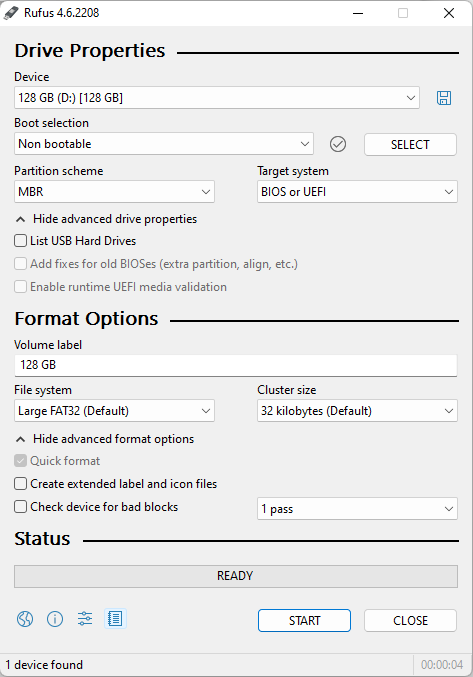 Rufus 4.6.2208
Drive Properties
Device
128 GB (D:) [128 GB]
Boot selection
Non bootable
SELECT
Partition scheme
Target system
MBR
BIOS or UEFI
Hide advanced drive properties
List USB Hard Drives
Add fixes for old BIOSes (extra partition, align, etc.)
Enable runtime UEFI media validation
Format Options
Volume label
128 GB
File system
Cluster size
Large FAT32 (Default)
32 kilobytes (Default)
Hide advanced format options
Quick format
Create extended label and icon files
Check device for bad blocks
1 pass
Status
READY
START
CLOSE
1 device found
00:00:04